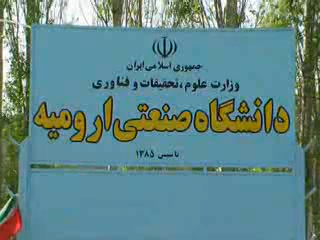 جمهوری اسلامی ایران
وزارت علوم، تحقیقات و فناوری
دانشگاه صنعتی ارومیه
تاسیس ۱۳۸۵